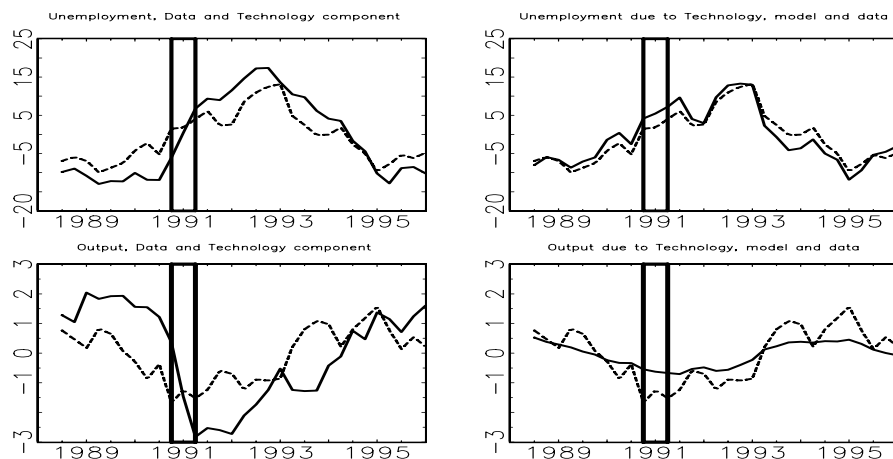 Unemployment, Data and Technology component
25
15
5
-5
-20
1989 1991 1993 1995
Unemployment due to Technology, model and data
25
15
5
-5
-20
1989 1991 1993 1995
Output, Data and Technology component
3
2
1
0
-1
-3
1989 1991 1993 1995
Output due to Technology, model and data
3
2
1
0
-1
-3
1989 1991 1993 1995